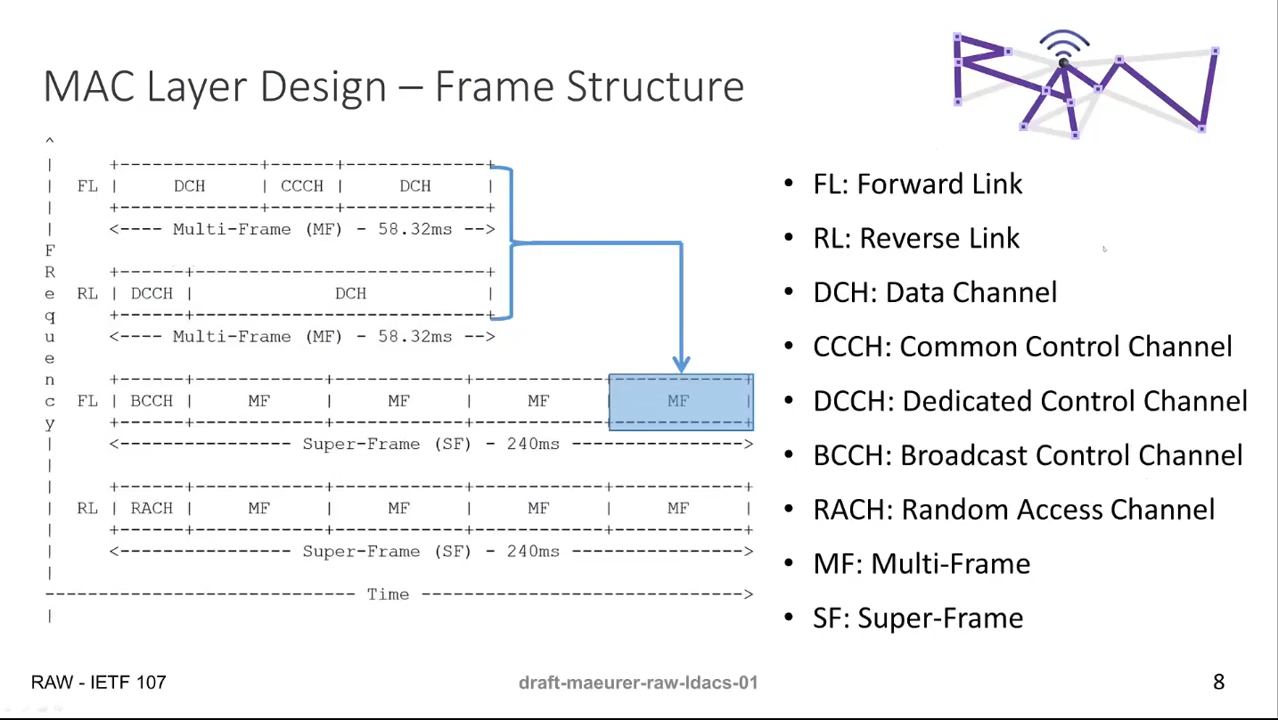 MAC Layer Design – Frame Structure
^
| +--------------+------+--------------+
| FL | DCH | CCCH | DCH |
| +--------------+------+--------------+
| <---- Multi-Frame (MF) - 58.32ms -->
F
R +-------+----------------------------+
e RL | DCCH | DCH |
q +-------+----------------------------+
u <---- Multi-Frame (MF) - 58.32ms -->
e
n +-------+------------+------------+------------+------------+
c FL | BCCH | MF | MF | MF | MF |
y +-------+------------+------------+------------+------------+
| <---------------- Super-Frame (SF) - 240ms ---------------->
|
| +-------+------------+------------+------------+------------+
| RL | RACH | MF | MF | MF | MF |
| +-------+------------+------------+------------+------------+
| <---------------- Super-Frame (SF) - 240ms ---------------->
|
----------------------------- Time ------------------------------>
|
• FL: Forward Link
• RL: Reverse Link
• DCH: Data Channel
• CCCH: Common Control Channel
• DCCH: Dedicated Control Channel
• BCCH: Broadcast Control Channel
• RACH: Random Access Channel
• MF: Multi-Frame
• SF: Super-Frame
RAW
RAW - IETF 107
draft-maeurer-raw-ldacs-01
8